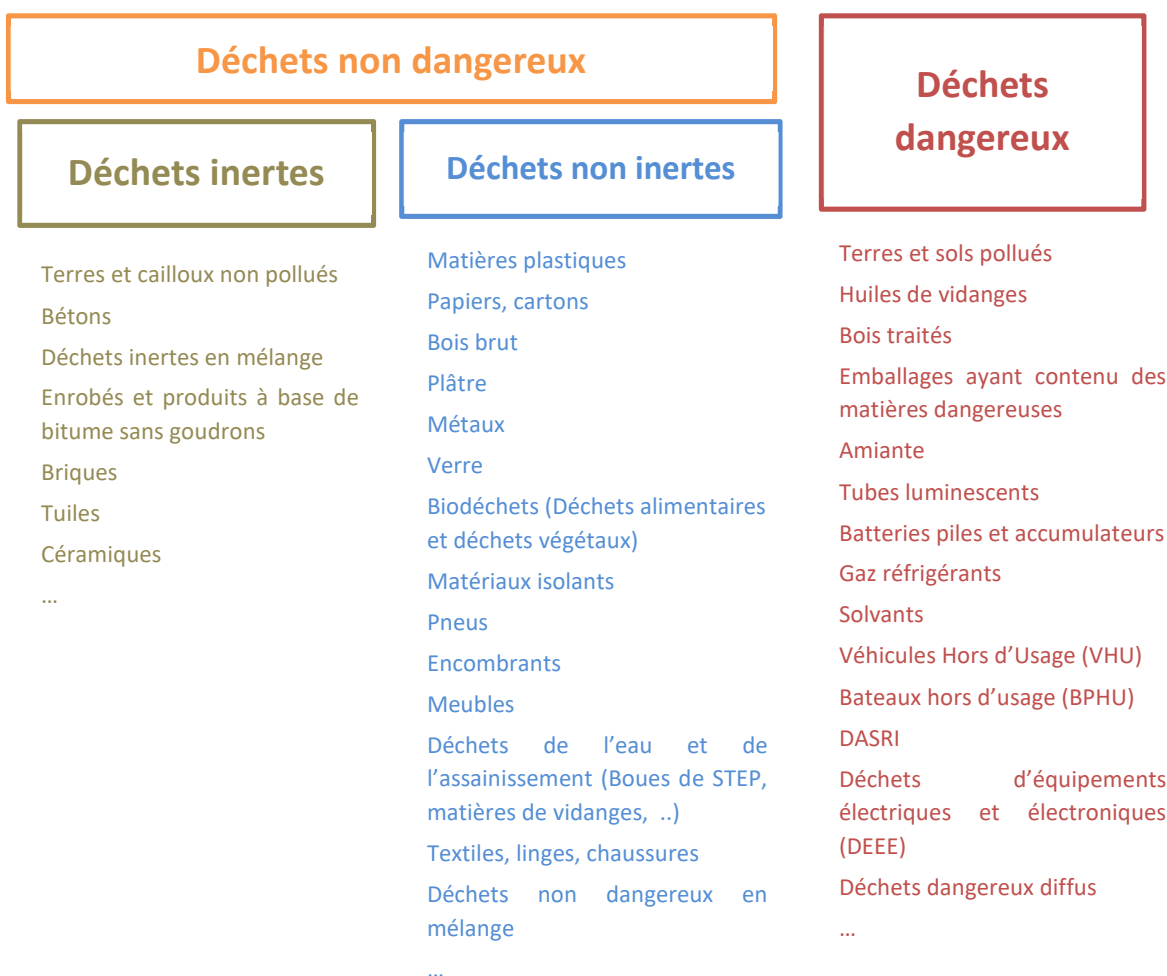 Déchets non dangereux
Déchets inertes
Terres et cailloux non pollués
Bétons
Déchets inertes en mélange
Enrobés et produits à base de
bitume sans goudrons
Briques
Tuiles
Céramiques
…
Déchets non inertes
Matières plastiques
Papiers, cartons
Bois brut
Plâtre
Métaux
Verre
Biodéchets (Déchets alimentaires
et déchets végétaux)
Matériaux isolants
Pneus
Encombrants
Meubles
Déchets de l’eau et de
l’assainissement (Boues de STEP,
matières de vidanges, ..)
Textiles, linges, chaussures
Déchets non dangereux en
mélange
…
Déchets
dangereux
Terres et sols pollués
Huiles de vidanges
Bois traités
Emballages ayant contenu des
matières dangereuses
Amiante
Tubes luminescents
Batteries piles et accumulateurs
Gaz réfrigérants
Solvants
Véhicules Hors d’Usage (VHU)
Bateaux hors d’usage (BPHU)
DASRI
Déchets d’équipements
électriques et électroniques
(DEEE)
Déchets dangereux diffus
…